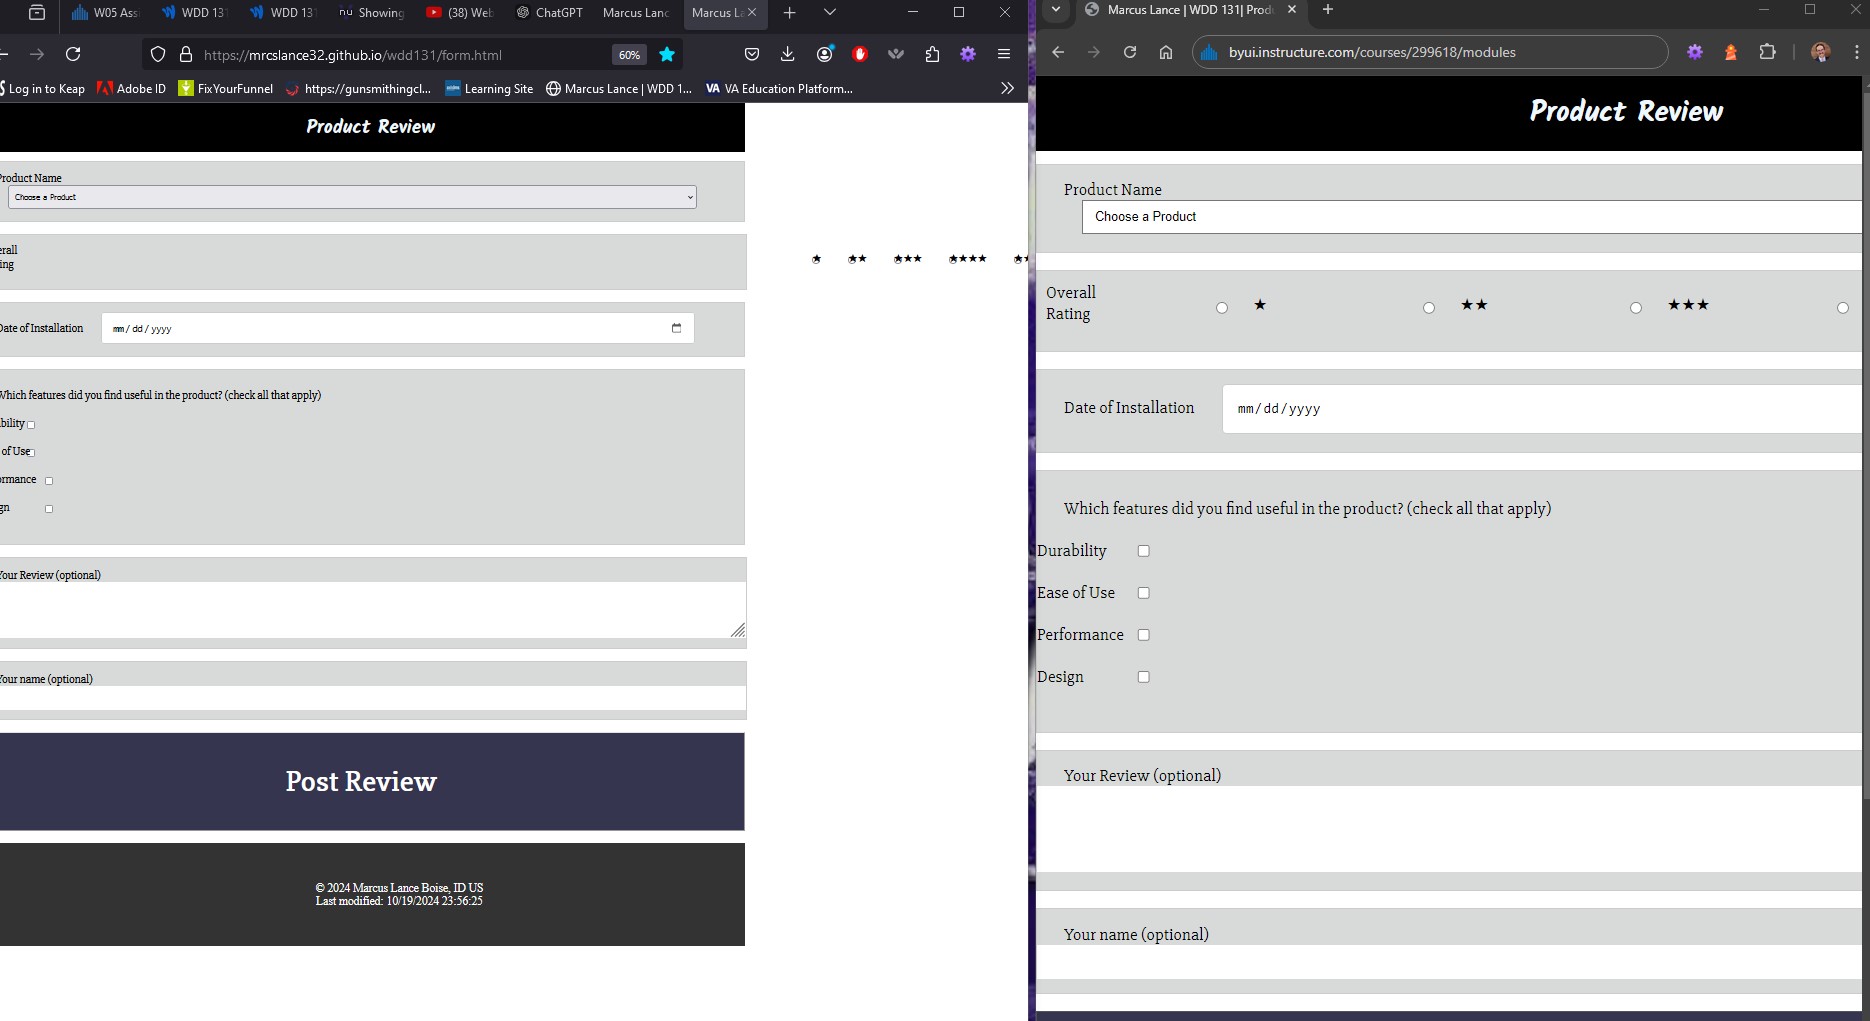 W05 Ass
WDD 131
WDD 131
Showing
(38) Web
ChatGPT
Marcus Lanc
Marcus L
https://mrcslance32.github.io/wdd131/form.html
60%
Log in to Keap
Adobe ID
FixYourFunnel
https://gunsmithingcl...
Learning Site
Marcus Lance | WDD 1...
VA Education Platform...
Product Review
Product Name
Choose a Product
erall
ing
★ ★★ ★★★ ★★★★ ★★
Date of Installation
mm / dd / yyyy
Which features did you find useful in the product? (check all that apply)
bility
of Use
ormance
gn
Your Review (optional)
Your name (optional)
Post Review
© 2024 Marcus Lance Boise, ID US
Last modified: 10/19/2024 23:56:25
Marcus Lance | WDD 131| Prod
byui.instructure.com/courses/299618/modules
Product Review
Product Name
Choose a Product
Overall
Rating
★ ★★ ★★★
Date of Installation
mm/dd/yyyy
Which features did you find useful in the product? (check all that apply)
Durability
Ease of Use
Performance
Design
Your Review (optional)
Your name (optional)